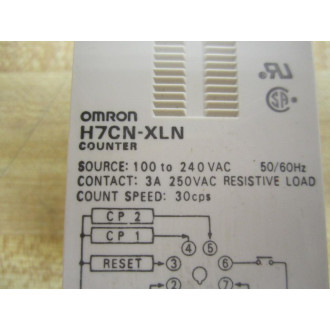 OMRON
H7CN-XLN
COUNTER
SOURCE: 100 to 240 VAC 50/60Hz
CONTACT: 3A 250VAC RESISTIVE LOAD
COUNT SPEED: 30cps
CP 2
CP 1
④ ⑤
RESET ③ ⑥
② ⑦